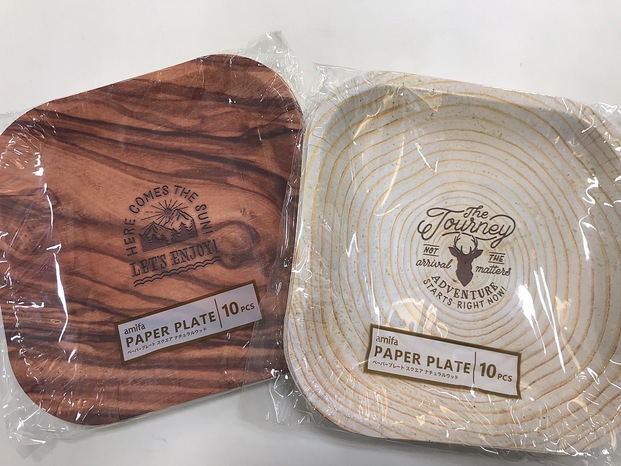 HERE COMES THE SUN!
LET'S ENJOY!
amifa
PAPER PLATE 10 PCS
ペーパープレート スクエア ナチュラルウッド
The
Journey
NOT THE
arrival matters
ADVENTURE
STARTS RIGHT NOW!
amifa
PAPER PLATE 10 PCS
ペーパープレート スクエア ナチュラルウッド